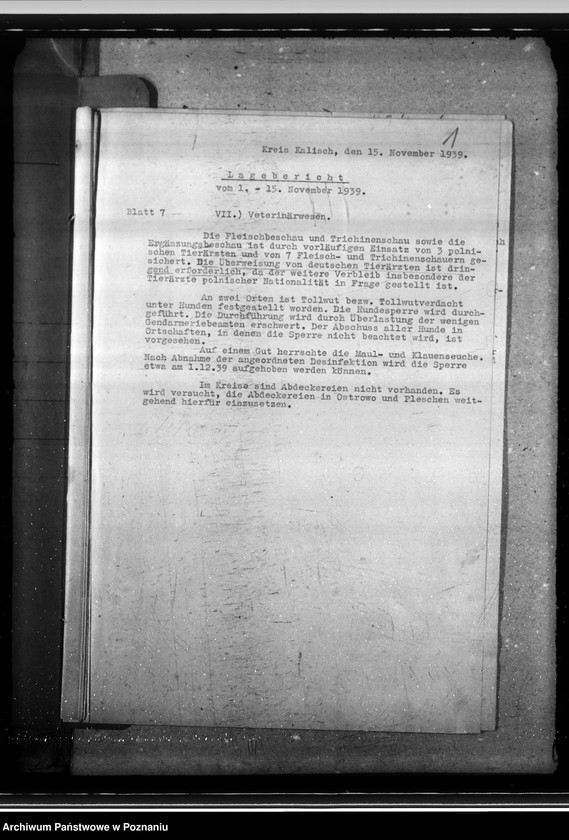 1
Kreis Kalisch, den 15. November 1939.
Lagebericht
vom 1. - 15. November 1939.
Blatt 7 VII.) Veterinärwesen.
Die Fleischbeschau und Trichinenschau sowie die
Ergänzungsbeschau ist durch vorläufigen Einsatz von 3 polni-
schen Tierärzten und von 7 Fleisch- und Trichinenschauern ge-
sichert. Die Überweisung von deutschen Tierärzten ist drin-
gend erforderlich, da der weitere Verbleib insbesondere der
Tierärzte polnischer Nationalität in Frage gestellt ist.
An zwei Orten ist Tollwut bezw. Tollwutverdacht
unter Hunden festgestellt worden. Die Hundesperre wird durch-
geführt. Die Durchführung wird durch Überlastung der wenigen
Gendarmeriebeamten erschwert. Der Abschuss aller Hunde in
Ortschaften, in denen die Sperre nicht beachtet wird, ist
vorgesehen.
Auf einem Gut herrschte die Maul- und Klauenseuche.
Nach Abnahme der angeordneten Desinfektion wird die Sperre
etwa am 1.12.39 aufgehoben werden können.
Im Kreise sind Abdeckereien nicht vorhanden. Es
wird versucht, die Abdeckereien in Ostrowo und Pleschen weit-
gehend hierfür einzusetzen.
Archiwum Państwowe w Poznaniu